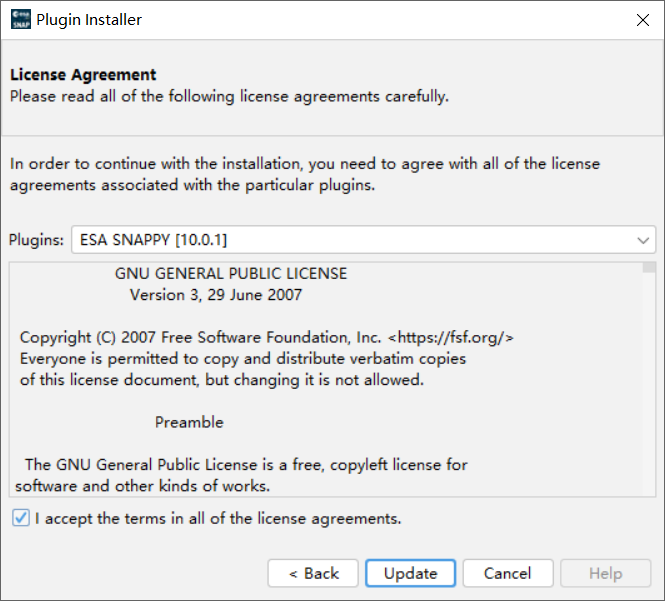 esa
SNAP
Plugin Installer
License Agreement
Please read all of the following license agreements carefully.
In order to continue with the installation, you need to agree with all of the license
agreements associated with the particular plugins.
Plugins: ESA SNAPPY [10.0.1]
GNU GENERAL PUBLIC LICENSE
Version 3, 29 June 2007
Copyright (C) 2007 Free Software Foundation, Inc. <https://fsf.org/>
Everyone is permitted to copy and distribute verbatim copies
of this license document, but changing it is not allowed.
Preamble
The GNU General Public License is a free, copyleft license for
software and other kinds of works.
I accept the terms in all of the license agreements.
< Back Update Cancel Help